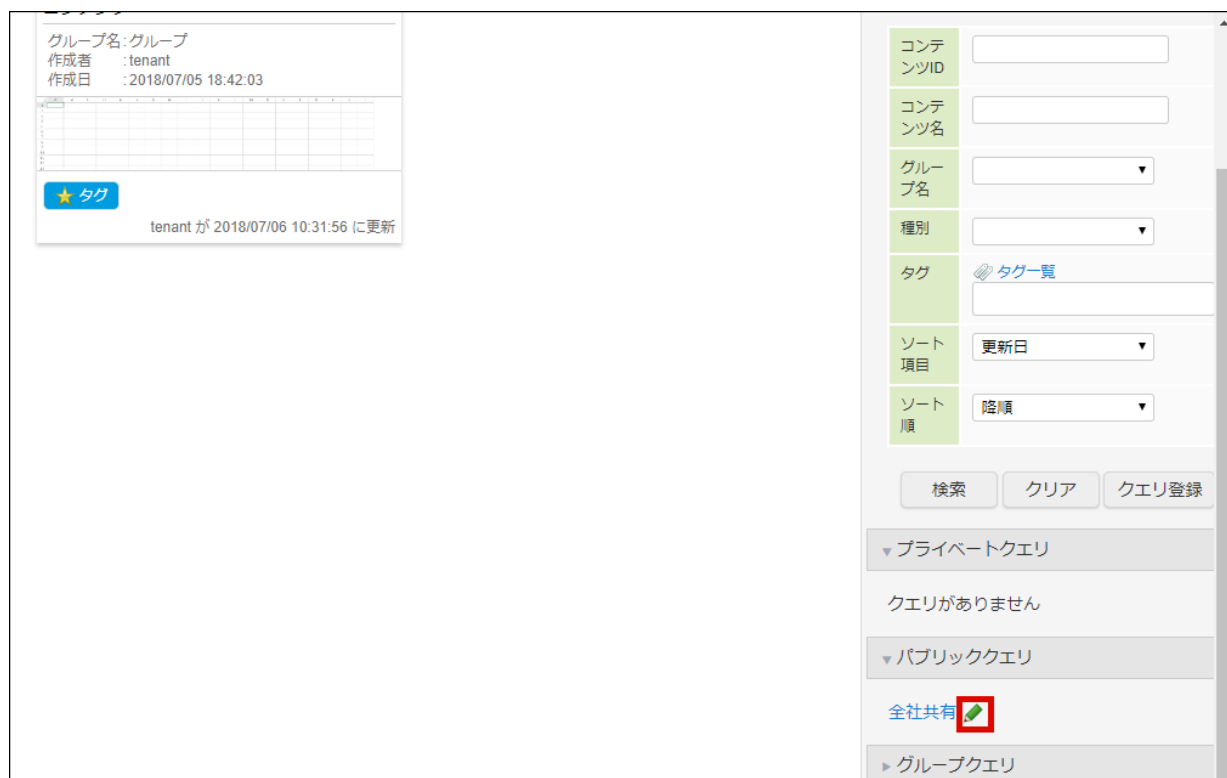 グループ名:グループ
作成者 :tenant
作成日 :2018/07/05 18:42:03
タグ
tenant が 2018/07/06 10:31:56 に更新
コンテ
ンツID
コンテ
ンツ名
グルー
プ名
種別
タグ
タグ一覧
ソート
項目
更新日
ソート
順
降順
検索
クリア
クエリ登録
プライベートクエリ
クエリがありません
パブリッククエリ
全社共有
グループクエリ